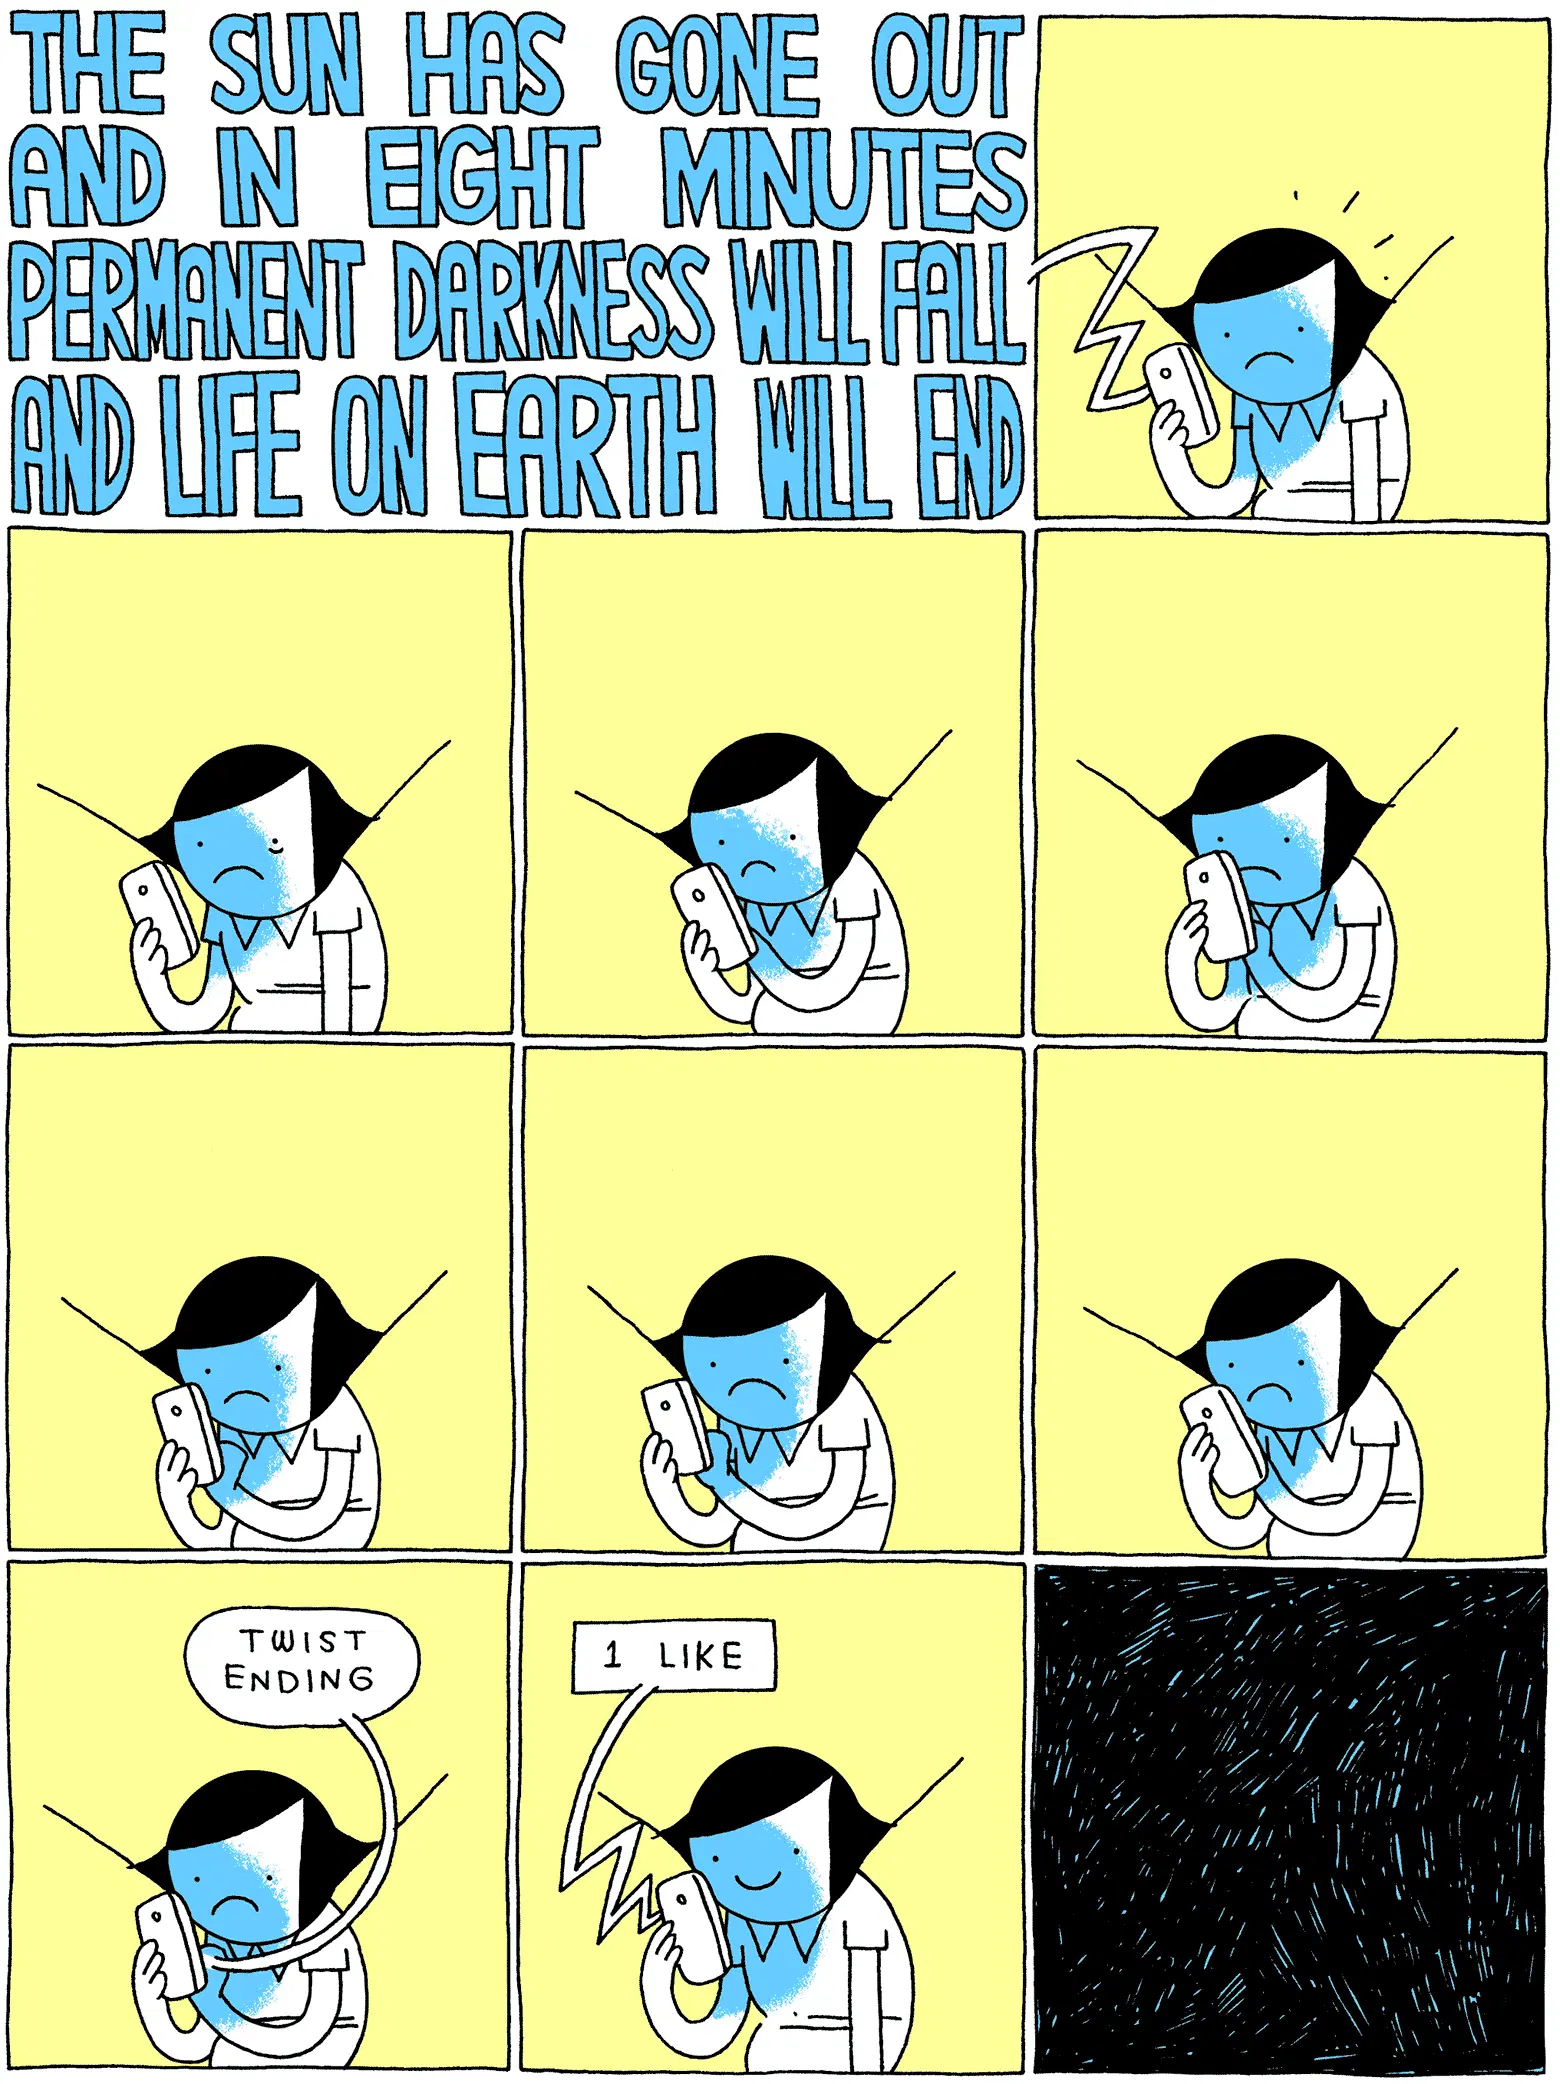 THE SUN HAS GONE OUT
AND IN EIGHT MINUTES
PERMANENT DARKNESS WILL FALL
AND LIFE ON EARTH WILL END
TWIST
ENDING
1 LIKE